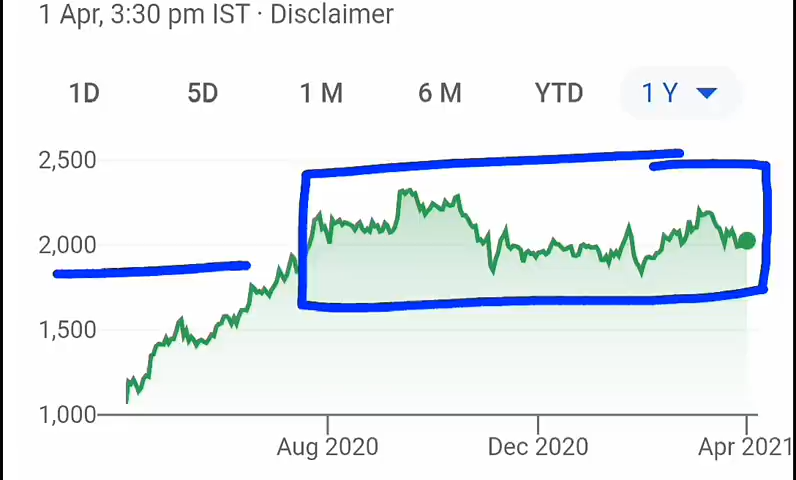 1 Apr, 3:30 pm IST · Disclaimer
1D 5D 1 M 6 M YTD 1 Y
2,500
2,000
1,500
1,000
Aug 2020 Dec 2020 Apr 2021